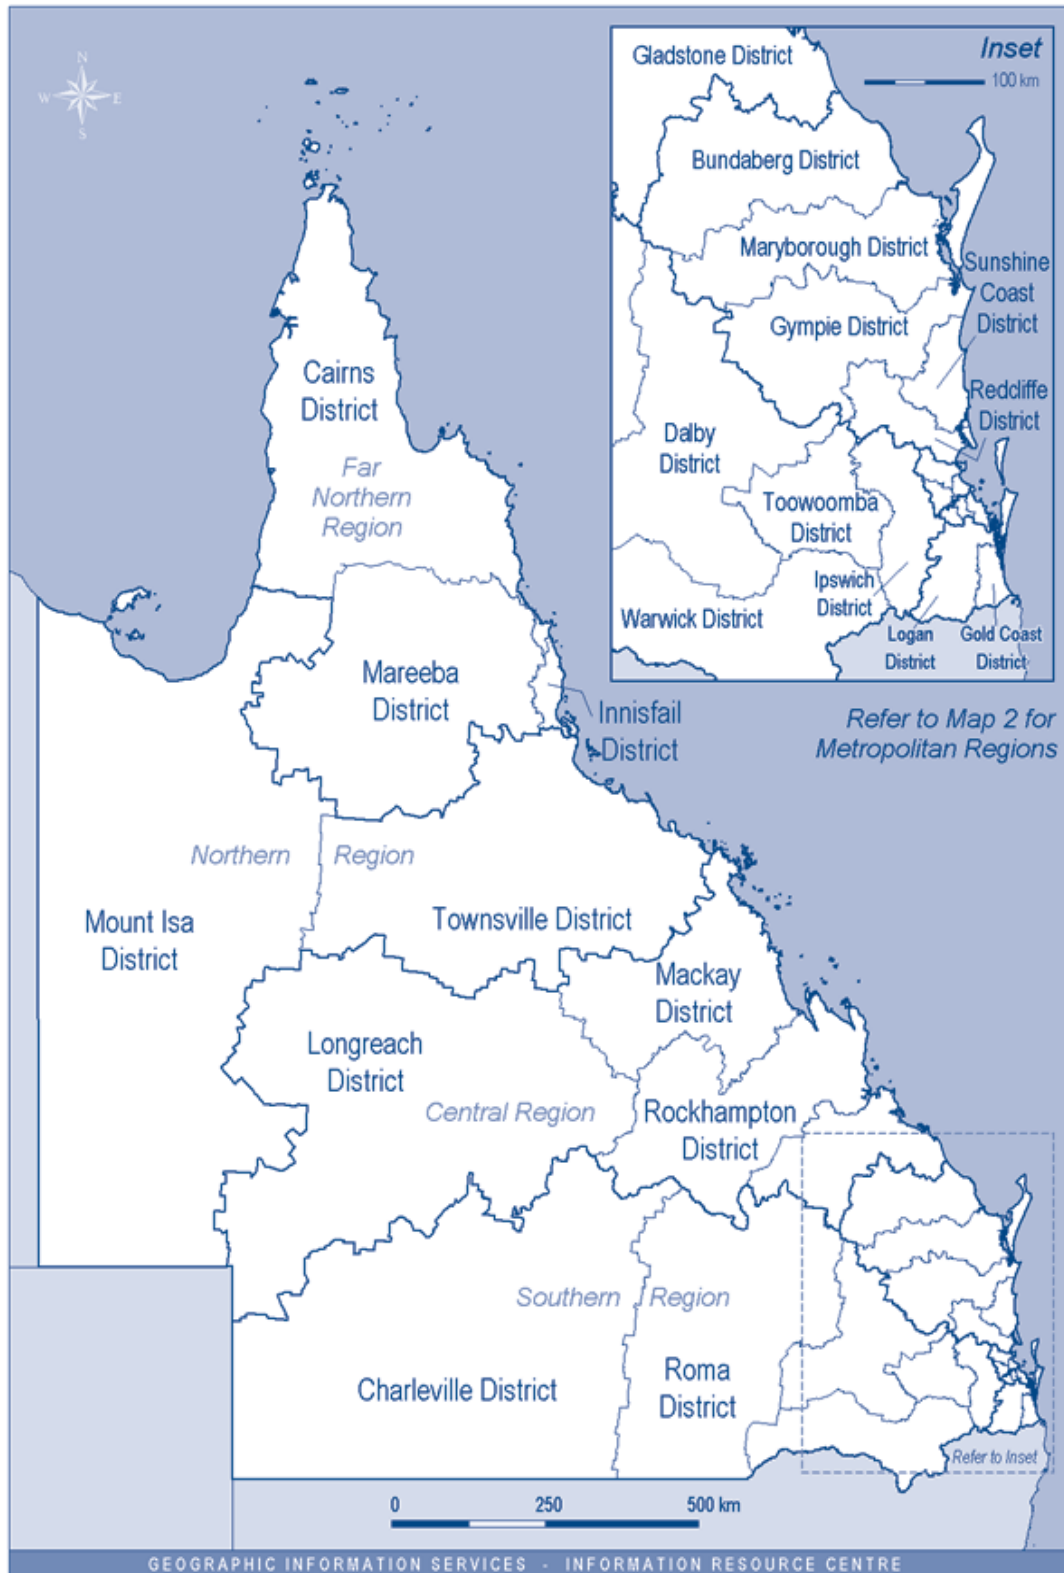 N
W E
S
Inset
100 km
Gladstone District
Bundaberg District
Maryborough District
Sunshine
Coast
District
Gympie District
Redcliffe
District
Dalby
District
Toowoomba
District
Ipswich
District
Warwick District
Logan
District
Gold Coast
District
Refer to Map 2 for
Metropolitan Regions
Cairns
District
Far
Northern
Region
Mareeba
District
Innisfail
District
Northern Region
Mount Isa
District
Townsville District
Mackay
District
Longreach
District
Central Region
Rockhampton
District
Southern Region
Charleville District
Roma
District
Refer to Inset
0 250 500 km
GEOGRAPHIC INFORMATION SERVICES - INFORMATION RESOURCE CENTRE